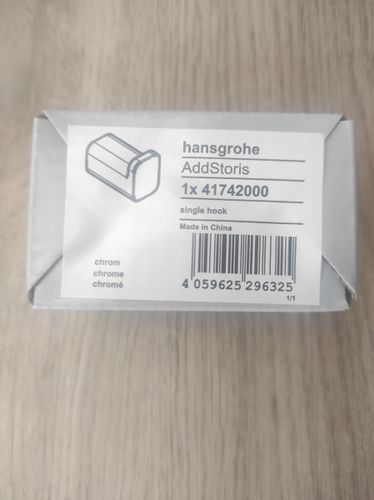 hansgrohe
AddStoris
1x 41742000
single hook
Made in China
chrom
chrome
chromé
4 059625 296325
1/1